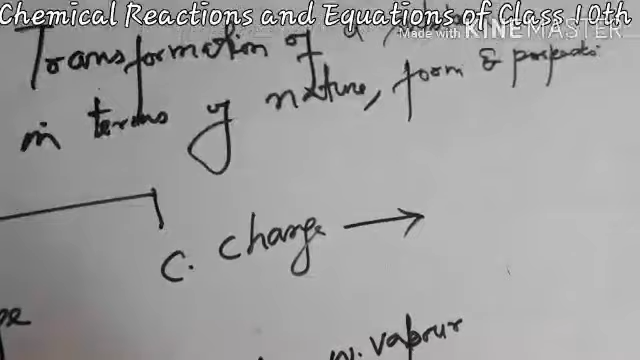 Chemical Reactions and Equations of Class 10th
Made with KINEMASTER
Transformation of a
in terms of nature, form &
C. Change →
W. vapour